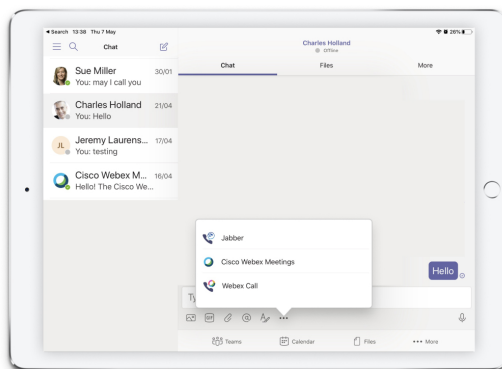 Search 13:38 Thu 7 May
26%
Chat
Charles Holland
Offline
Chat Files More
Sue Miller 30/01
You: may I call you
Charles Holland 21/04
You: Hello
JL
Jeremy Laurens... 17/04
You: testing
Cisco Webex M... 16/04
Hello! The Cisco We...
Jabber
Cisco Webex Meetings
Webex Call
Hello
Ty
GIF
Teams Calendar Files More